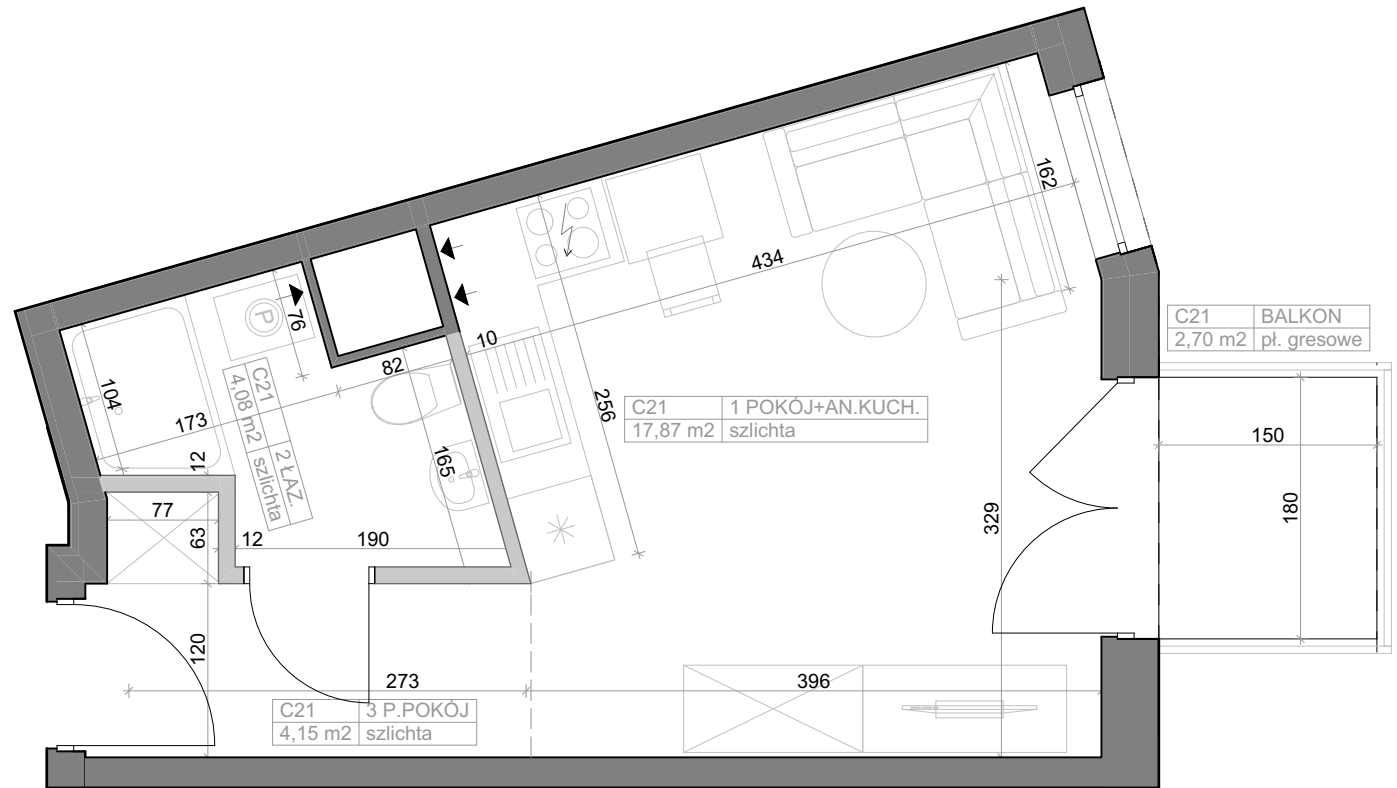 162
434
76
10
82
C21 BALKON
2,70 m2 pł. gresowe
104
173
C21 2 ŁAZ.
4,08 m2 szlichta
256
C21 1 POKÓJ+AN.KUCH.
17,87 m2 szlichta
165
150
12
77
63
12
190
329
180
120
273
396
C21 3 P.POKÓJ
4,15 m2 szlichta
P